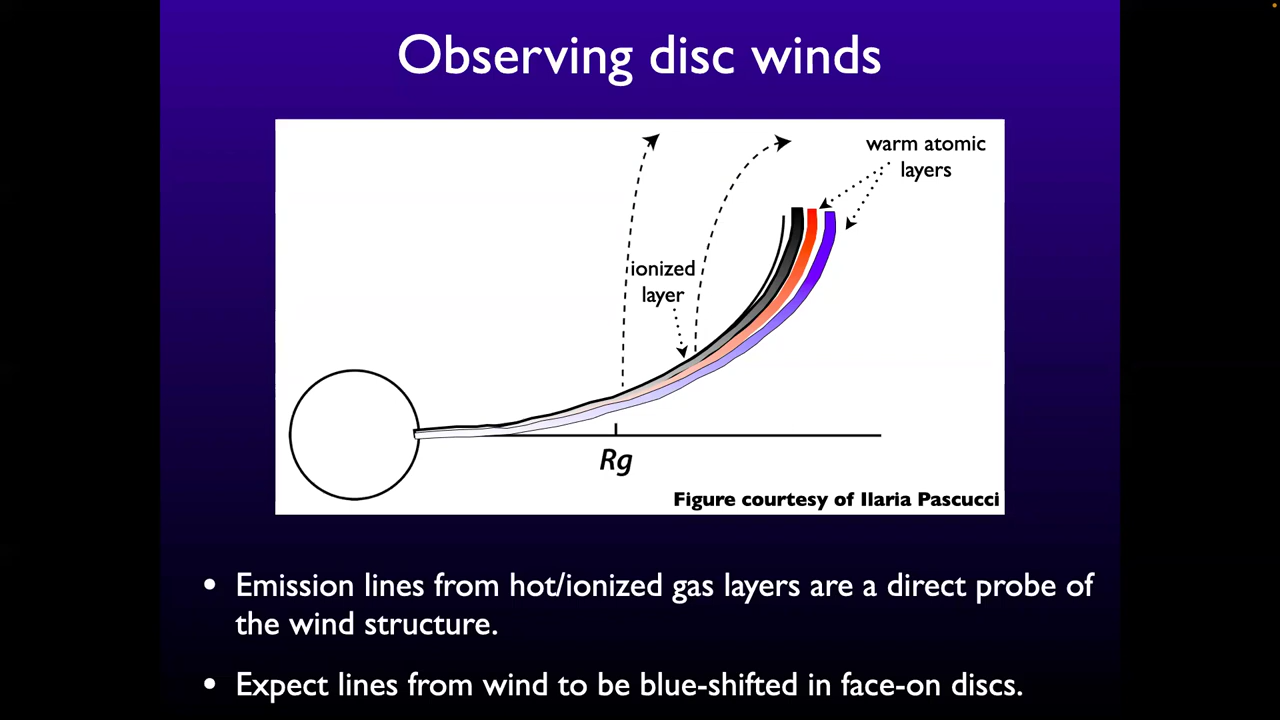 Observing disc winds
warm atomic
layers
ionized
layer
Rg
Figure courtesy of Ilaria Pascucci
• Emission lines from hot/ionized gas layers are a direct probe of
the wind structure.
• Expect lines from wind to be blue-shifted in face-on discs.